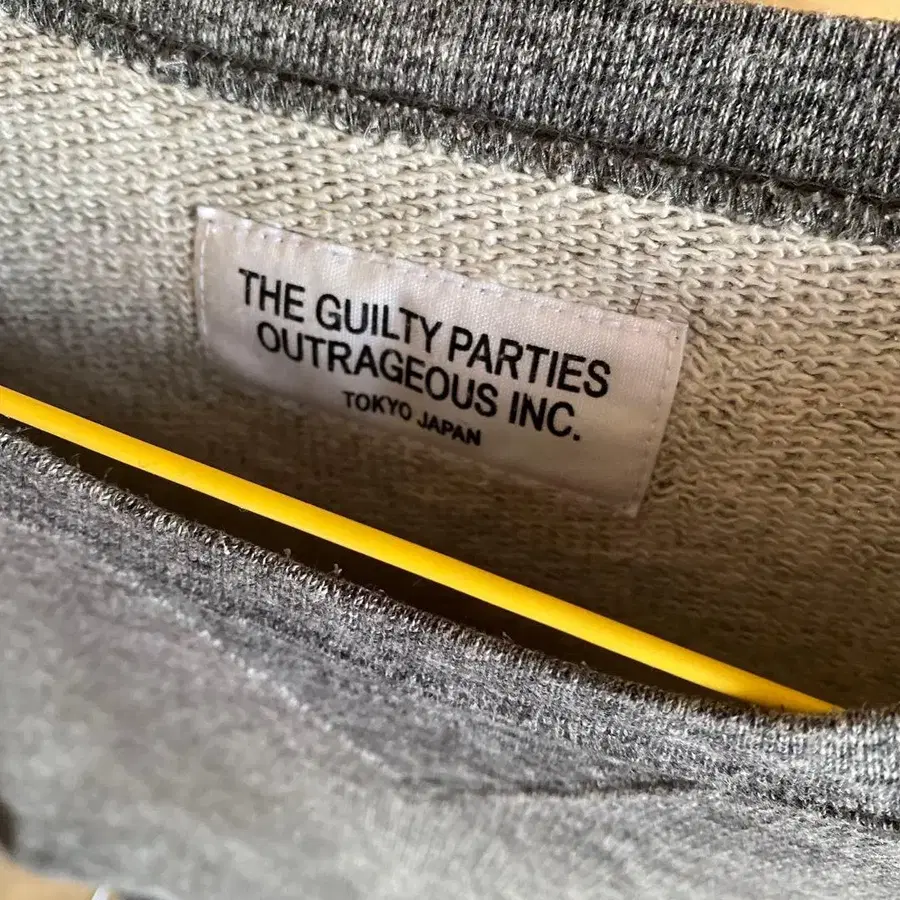 THE GUILTY PARTIES
OUTRAGEOUS INC.
TOKYO JAPAN